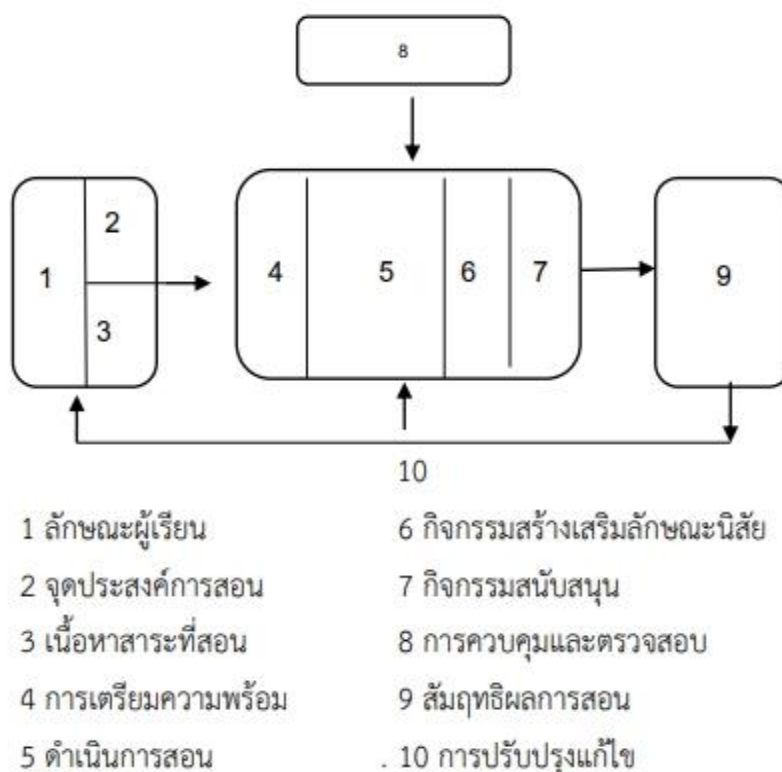 8
1
2
3
4
5
6
7
9
10
1 ลักษณะผู้เรียน
2 จุดประสงค์การสอน
3 เนื้อหาสาระที่สอน
4 การเตรียมความพร้อม
5 ดำเนินการสอน
6 กิจกรรมสร้างเสริมลักษณะนิสัย
7 กิจกรรมสนับสนุน
8 การควบคุมและตรวจสอบ
9 สัมฤทธิผลการสอน
. 10 การปรับปรุงแก้ไข